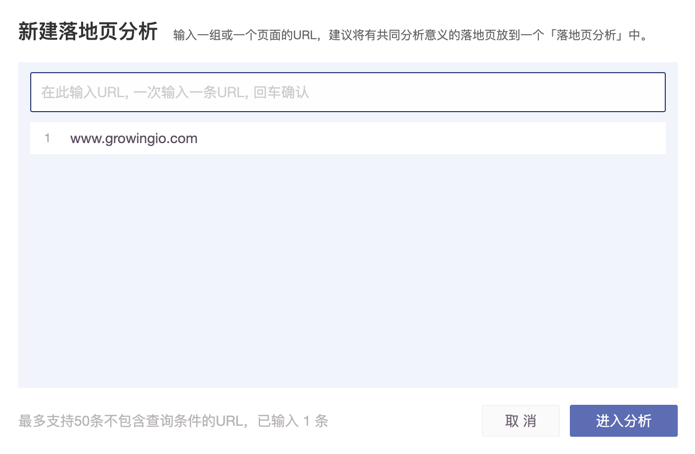 新建落地页分析 输入一组或一个页面的URL，建议将有共同分析意义的落地页放到一个「落地页分析」中。
在此输入URL, 一次输入一条URL, 回车确认
1 www.growingio.com
最多支持50条不包含查询条件的URL，已输入 1 条 取 消 进入分析